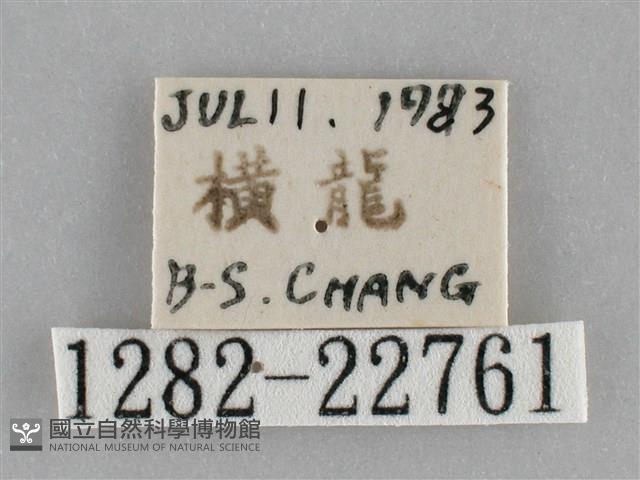 JUL 11. 1983
橫龍
B-S. CHANG
1282-22761
國立自然科學博物館
NATIONAL MUSEUM OF NATURAL SCIENCE